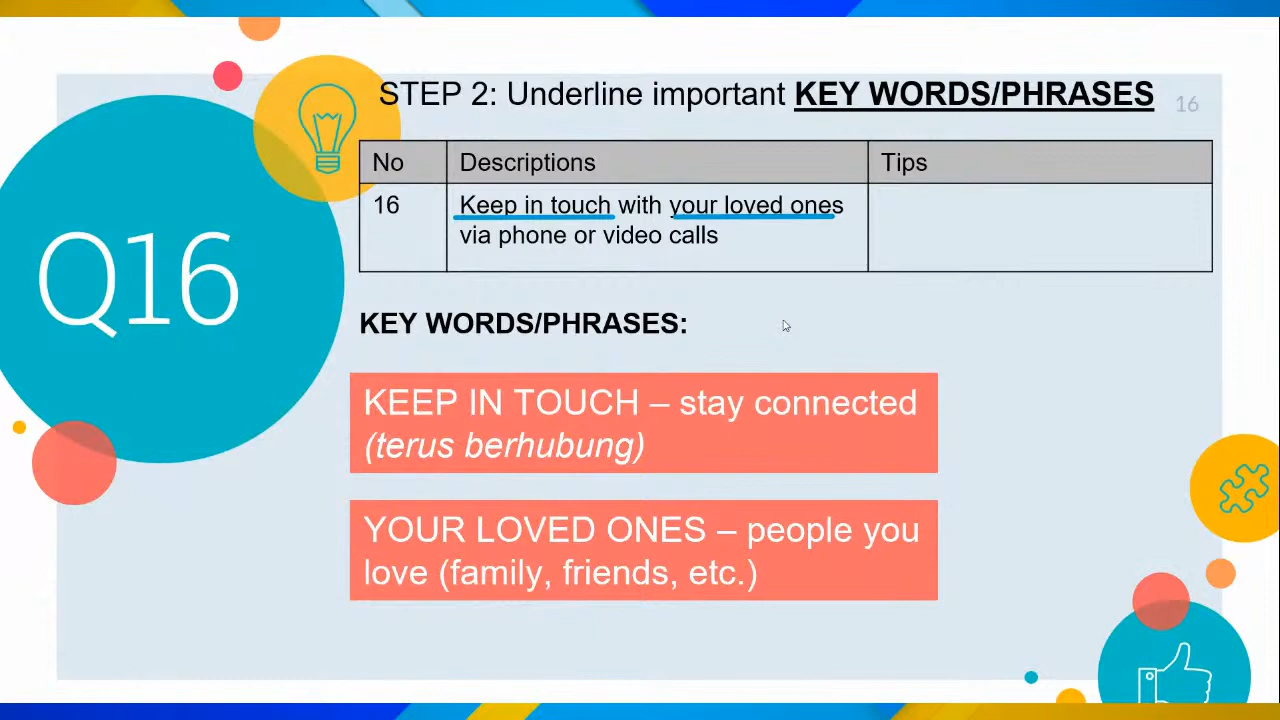 STEP 2: Underline important KEY WORDS/PHRASES
16
No
Descriptions
Tips
16
Keep in touch with your loved ones
via phone or video calls
Q16
KEY WORDS/PHRASES:
KEEP IN TOUCH – stay connected
(terus berhubung)
YOUR LOVED ONES – people you
love (family, friends, etc.)